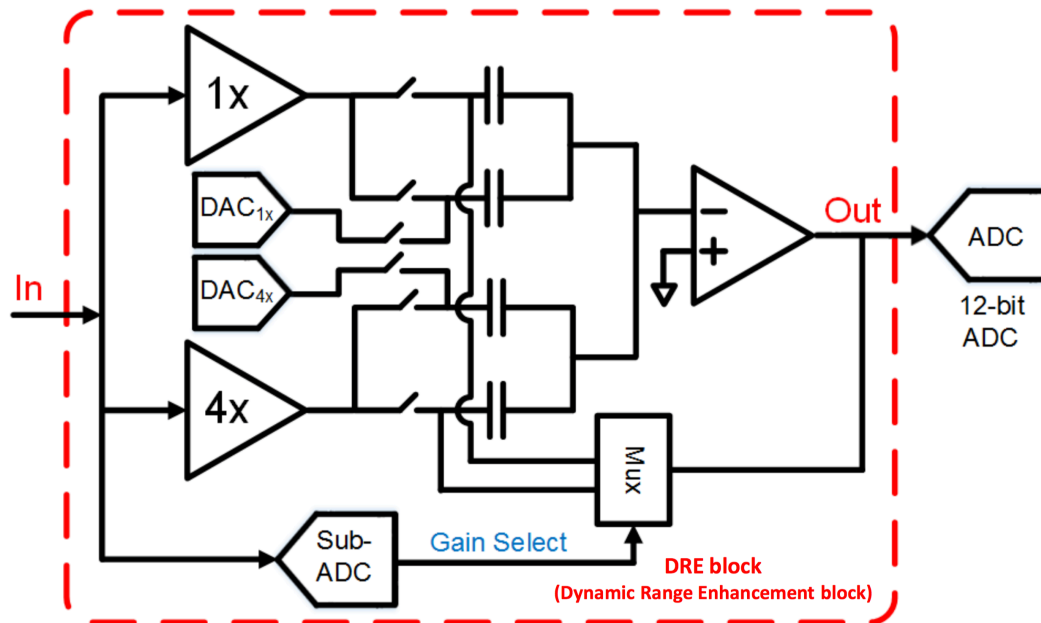 1x
DAC1x
DAC4x
In
4x
Sub-
ADC
Gain Select
Mux
−
+
Out
ADC
12-bit
ADC
DRE block
(Dynamic Range Enhancement block)